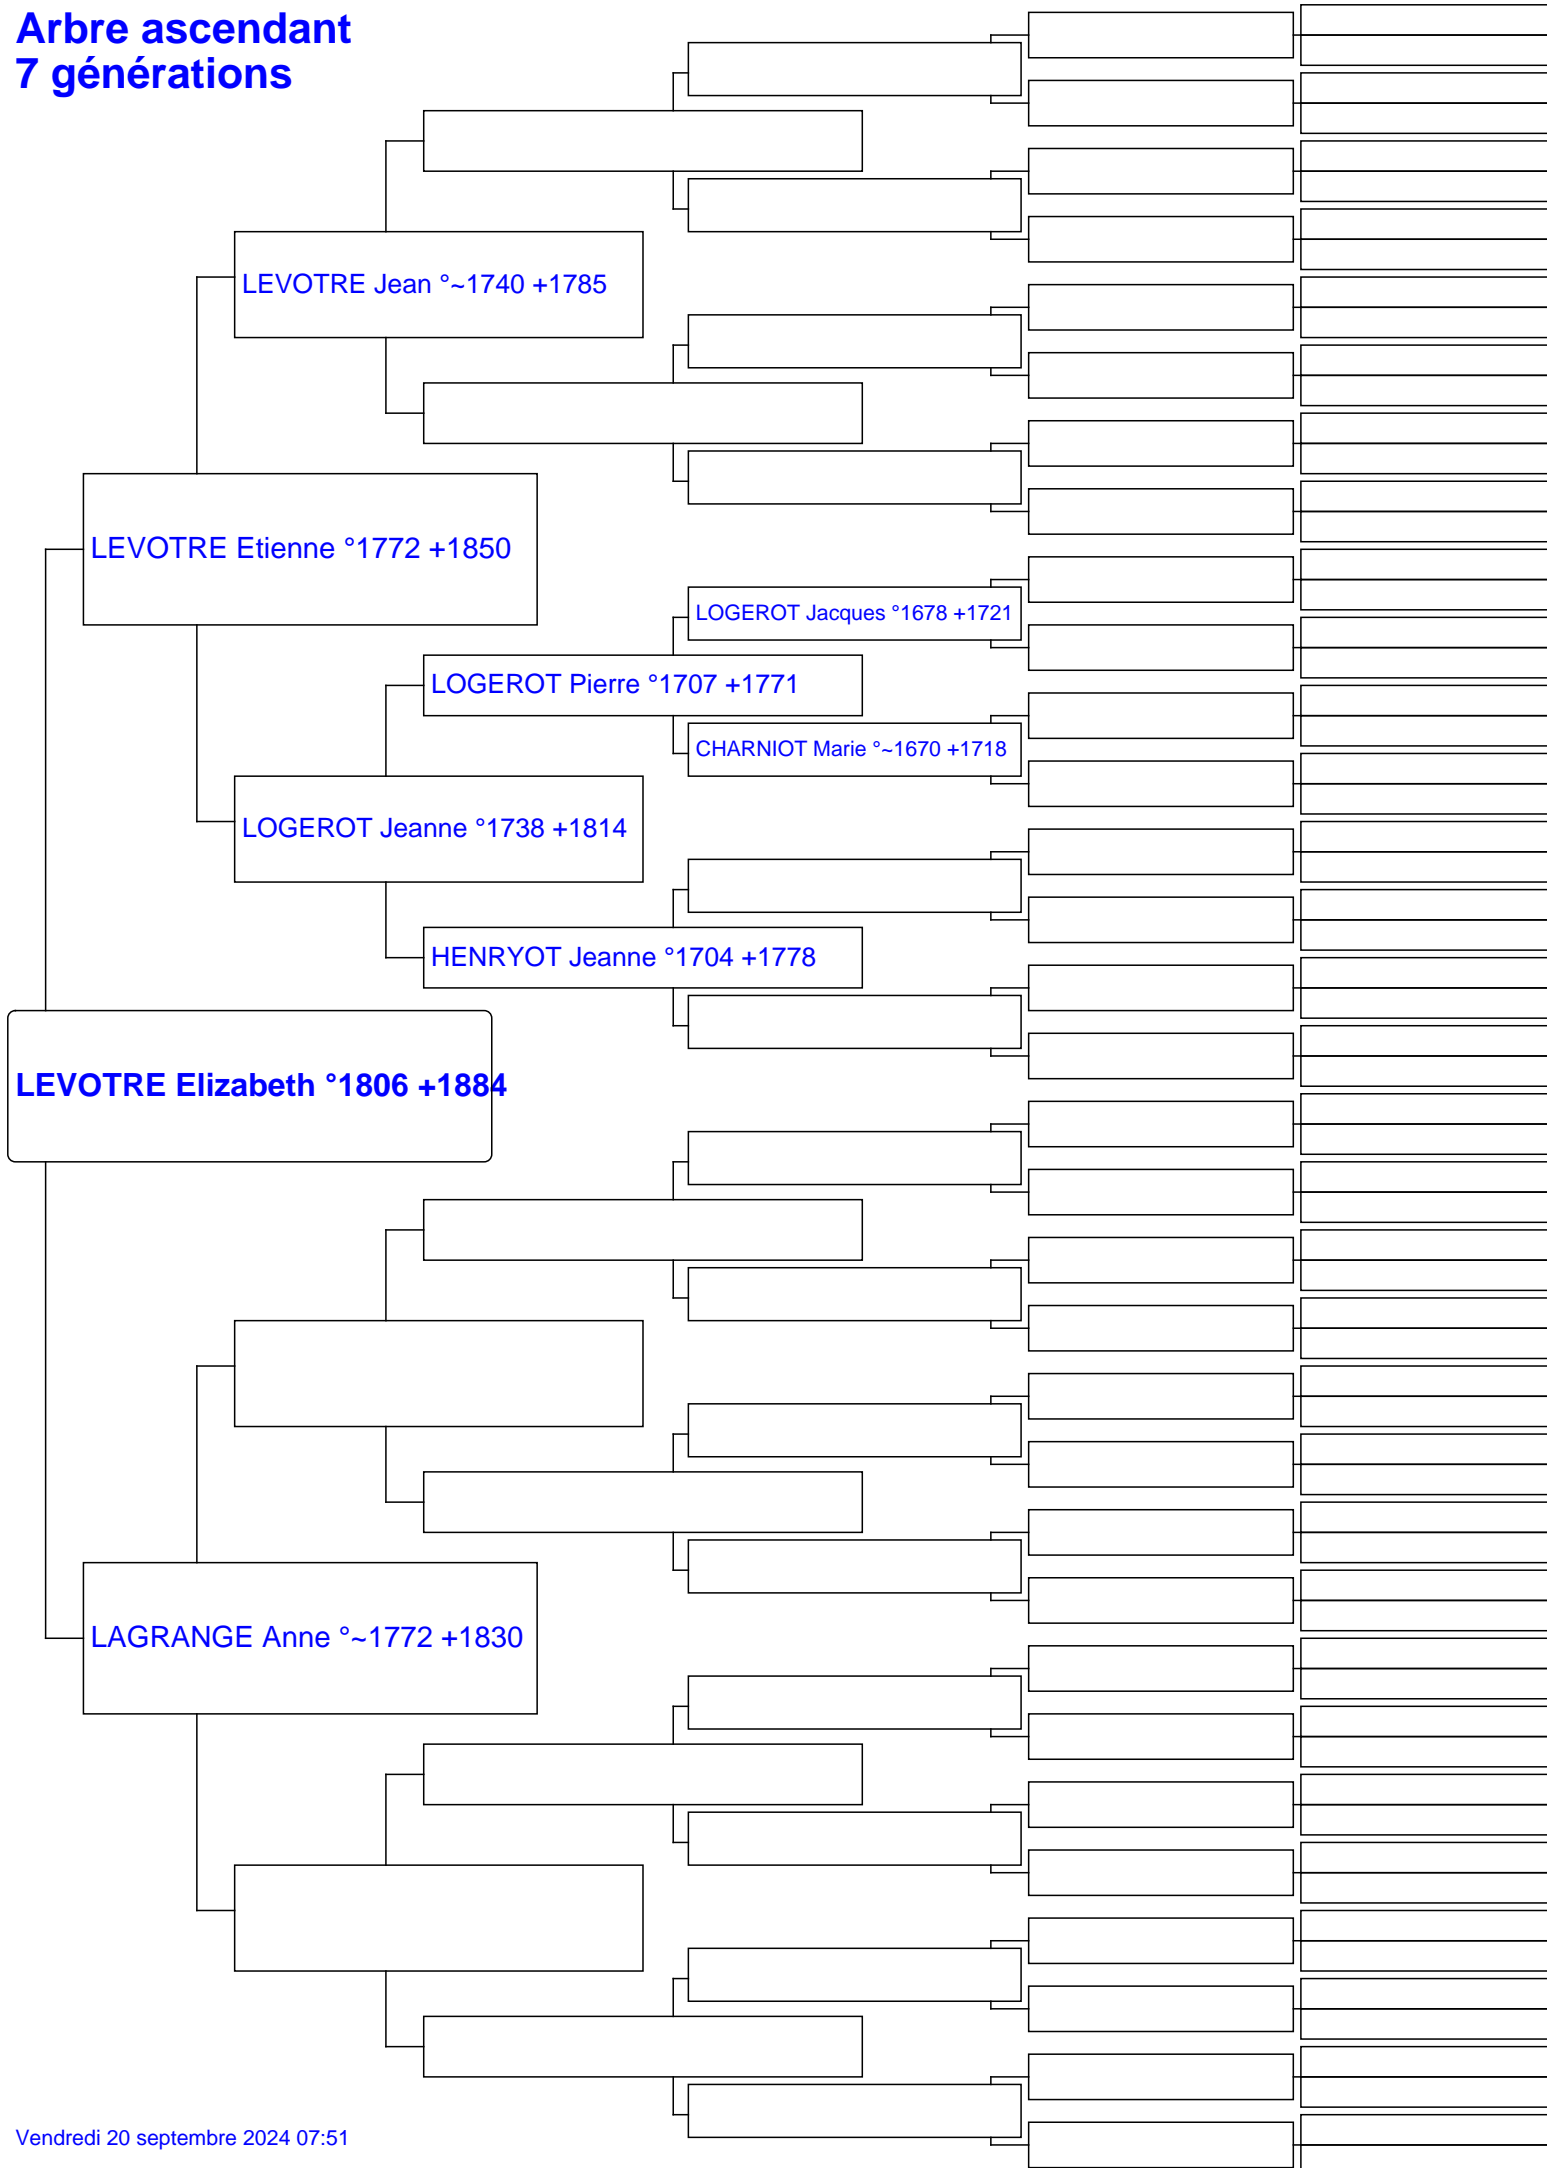 Arbre ascendant
7 générations
LEVOTRE Jean °~1740 +1785
LEVOTRE Etienne °1772 +1850
LOGEROT Jacques °1678 +1721
LOGEROT Pierre °1707 +1771
CHARNIOT Marie °~1670 +1718
LOGEROT Jeanne °1738 +1814
HENRYOT Jeanne °1704 +1778
LEVOTRE Elizabeth °1806 +1884
LAGRANGE Anne °~1772 +1830
Vendredi 20 septembre 2024 07:51